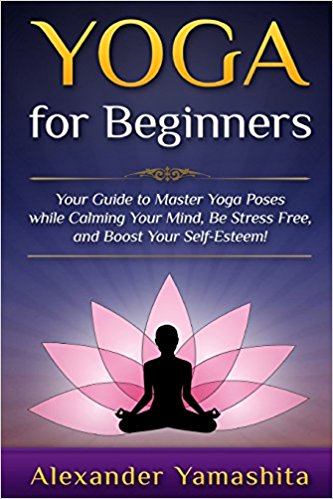 YOGA
for Beginners
Your Guide to Master Yoga Poses
while Calming Your Mind, Be Stress Free,
and Boost Your Self-Esteem!
Alexander Yamashita